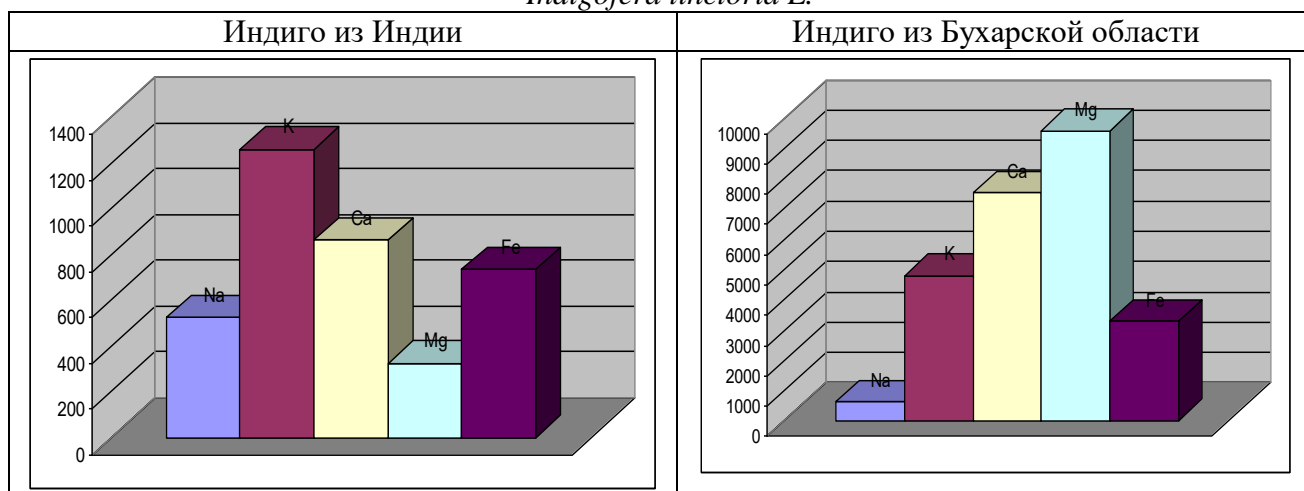 Indigofera tinctoria L.
Индиго из Индии
Индиго из Бухарской области
1400
1200
1000
800
600
400
200
0
Na
K
Ca
Mg
Fe
10000
9000
8000
7000
6000
5000
4000
3000
2000
1000
0
Na
K
Ca
Mg
Fe